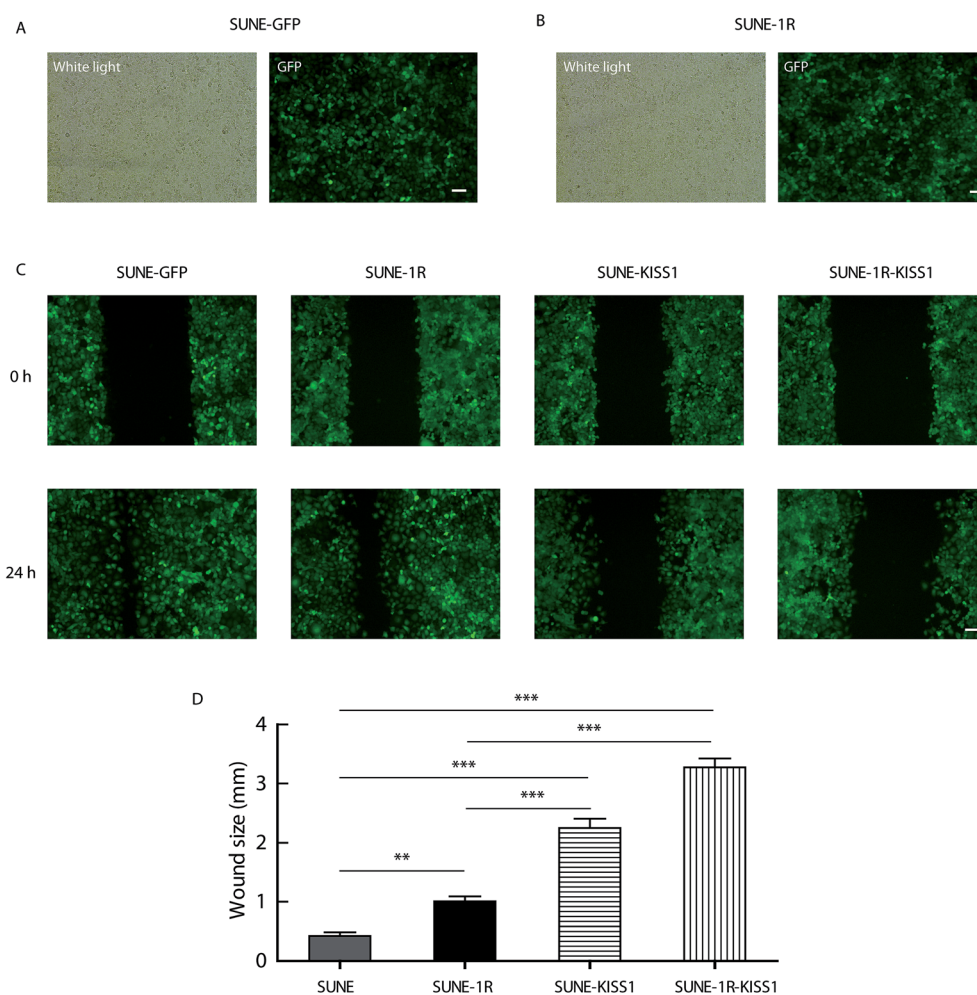 A
SUNE-GFP
White light
GFP
B
SUNE-1R
White light
GFP
C
SUNE-GFP
SUNE-1R
SUNE-KISS1
SUNE-1R-KISS1
0 h
24 h
D
***
***
***
***
**
Wound size (mm)
4
3
2
1
0
SUNE
SUNE-1R
SUNE-KISS1
SUNE-1R-KISS1